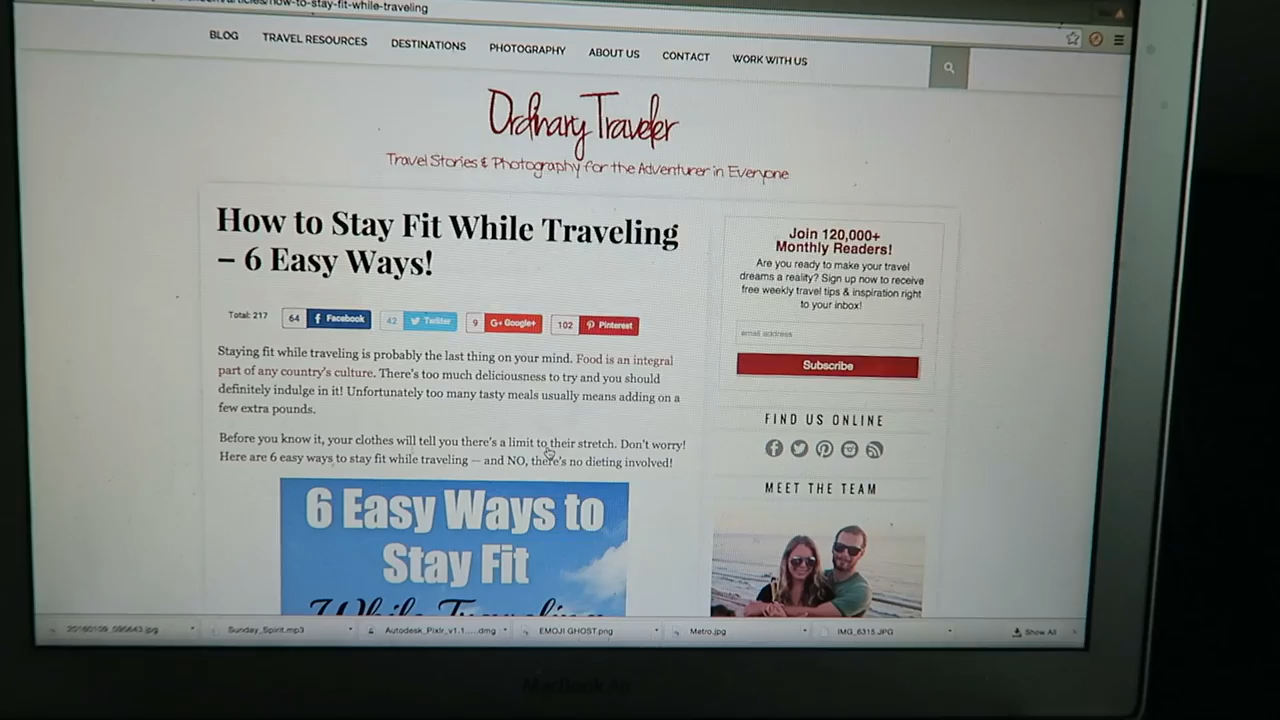 how-to-stay-fit-while-traveling
BLOG TRAVEL RESOURCES DESTINATIONS PHOTOGRAPHY ABOUT US CONTACT WORK WITH US
Ordinary Traveler
Travel Stories & Photography for the Adventurer in Everyone
How to Stay Fit While Traveling
– 6 Easy Ways!
Total: 217 64 Facebook 42 Twitter 9 G+ Google+ 102 Pinterest
Staying fit while traveling is probably the last thing on your mind. Food is an integral
part of any country's culture. There's too much deliciousness to try and you should
definitely indulge in it! Unfortunately too many tasty meals usually means adding on a
few extra pounds.
Before you know it, your clothes will tell you there's a limit to their stretch. Don't worry!
Here are 6 easy ways to stay fit while traveling — and NO, there's no dieting involved!
6 Easy Ways to
Stay Fit
While Traveling
Join 120,000+
Monthly Readers!
Are you ready to make your travel
dreams a reality? Sign up now to receive
free weekly travel tips & inspiration right
to your inbox!
email address
Subscribe
FIND US ONLINE
MEET THE TEAM
Sunday_Spirit.mp3 Autodesk_Pixlr_v1.1.....dmg EMOJI GHOST.png Metro.jpg IMG_6315.JPG Show All
MacBook Air